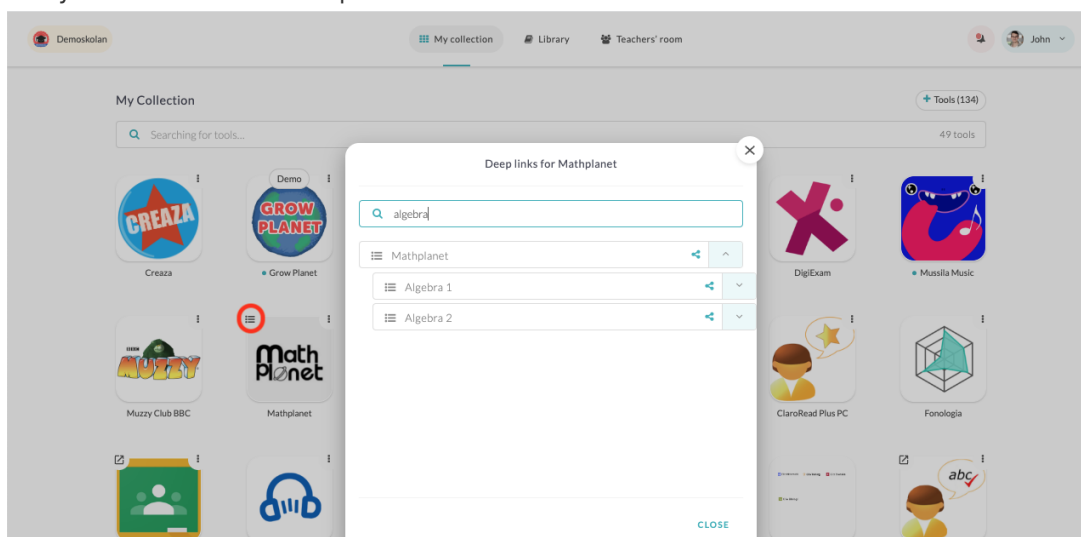 Demoskolan
My collection
Library
Teachers' room
John
My Collection
+ Tools (134)
Searching for tools...
49 tools
Deep links for Mathplanet
algebra
Mathplanet
Algebra 1
Algebra 2
CLOSE
CREAZA
Demo
GROW
PLANET
Creaza
Grow Planet
DigiExam
Mussila Music
MUZZY
Math
Planet
Muzzy Club BBC
Mathplanet
ClaroRead Plus PC
Fonologia
abc